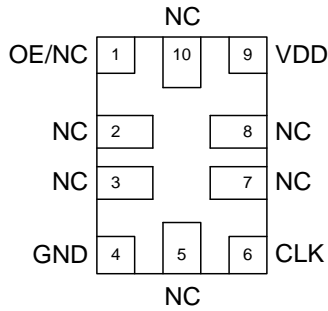 NC
OE/NC 1 10 9 VDD
NC 2 8 NC
NC 3 7 NC
GND 4 5 6 CLK
NC